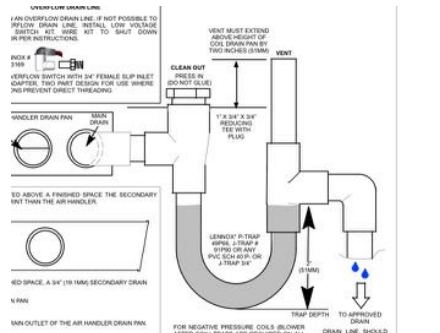 OVERFLOW DRAIN LINE
AN OVERFLOW DRAIN LINE. IF NOT POSSIBLE TO
RFLOW DRAIN LINE, INSTALL LOW VOLTAGE
SWITCH KIT. WIRE KIT TO SHUT DOWN
R PER INSTRUCTIONS.
NOX #
3169
VERFLOW SWITCH WITH 3/4" FEMALE SLIP INLET
DAPTER, TWO PART DESIGN FOR USE WHERE
ONS PREVENT DIRECT THREADING
HANDLER DRAIN PAN
MAIN
DRAIN
CLEAN OUT
PRESS IN
(DO NOT GLUE)
VENT MUST EXTEND
ABOVE HEIGHT OF
COIL DRAIN PAN BY
TWO INCHES (51MM)
VENT
1" X 3/4" X 3/4"
REDUCING
TEE WITH
PLUG
ED ABOVE A FINISHED SPACE THE SECONDARY
RINT THAN THE AIR HANDLER.
LENNOX® P-TRAP
49P66, J-TRAP #
91P90 OR ANY
PVC SCH 40 P- OR
J-TRAP 3/4"
2"
(51MM)
ED SPACE, A 3/4" (19.1MM) SECONDARY DRAIN
N PAN
AIN OUTLET OF THE AIR HANDLER DRAIN PAN.
TRAP DEPTH
TO APPROVED
DRAIN
FOR NEGATIVE PRESSURE COILS (BLOWER
DRAIN LINE SHOULD